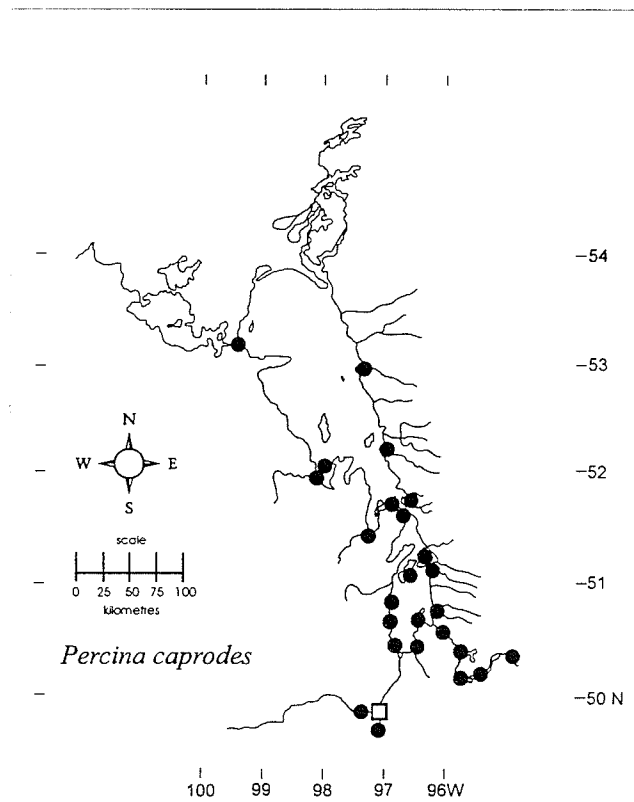 54
53
N
W E
52
S
scale
51
0 25 50 75 100
kilometres
Percina caprodes
50 N
100 99 98 97 96W